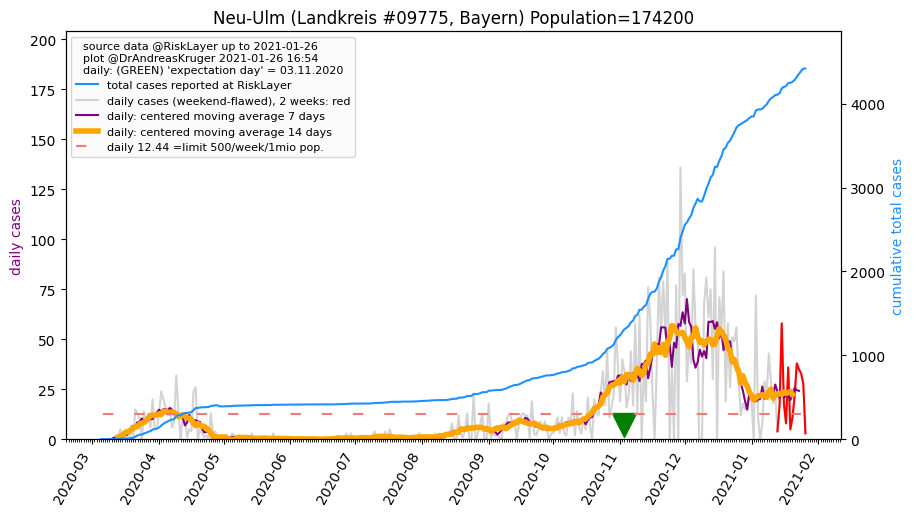 Neu-Ulm (Landkreis #09775, Bayern) Population=174200
source data @RiskLayer up to 2021-01-26
plot @DrAndreasKruger 2021-01-26 16:54
daily: (GREEN) 'expectation day' = 03.11.2020
total cases reported at RiskLayer
daily cases (weekend-flawed), 2 weeks: red
daily: centered moving average 7 days
daily: centered moving average 14 days
daily 12.44 =limit 500/week/1mio pop.
daily cases
200
175
150
125
100
75
50
25
0
cumulative total cases
4000
3000
2000
1000
0
2020-03
2020-04
2020-05
2020-06
2020-07
2020-08
2020-09
2020-10
2020-11
2020-12
2021-01
2021-02